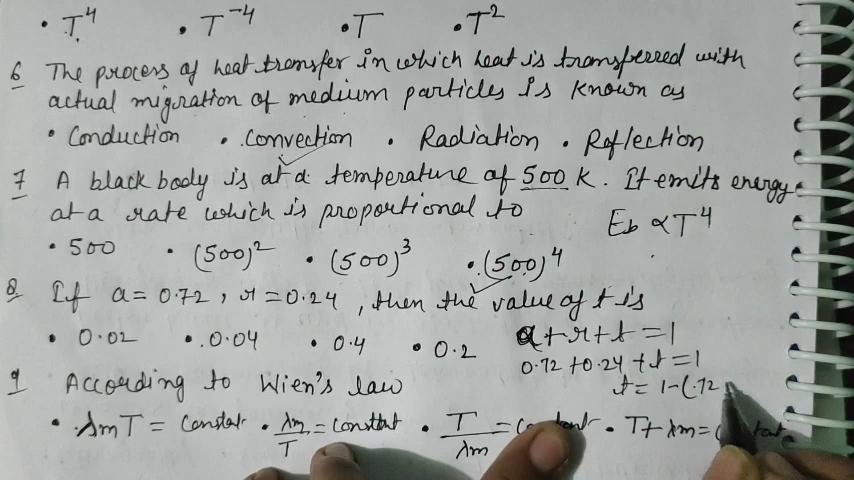 • T⁴ • T⁻⁴ • T • T²
6 The process of heat transfer in which heat is transferred with
actual migration of medium particles is known as
• Conduction • Convection • Radiation • Reflection
7 A black body is at a temperature of 500 K. It emits energy
at a rate which is proportional to
Eb ∝ T⁴
• 500 • (500)² • (500)³ • (500)⁴
8 If a = 0.72, r = 0.24, then the value of t is
• 0.02 • 0.04 • 0.4 • 0.2
a + r + t = 1
0.72 + 0.24 + t = 1
t = 1 - (.72
9 According to Wien's law
• λmT = Constant • λm/T = constant • T/λm = • T + λm =